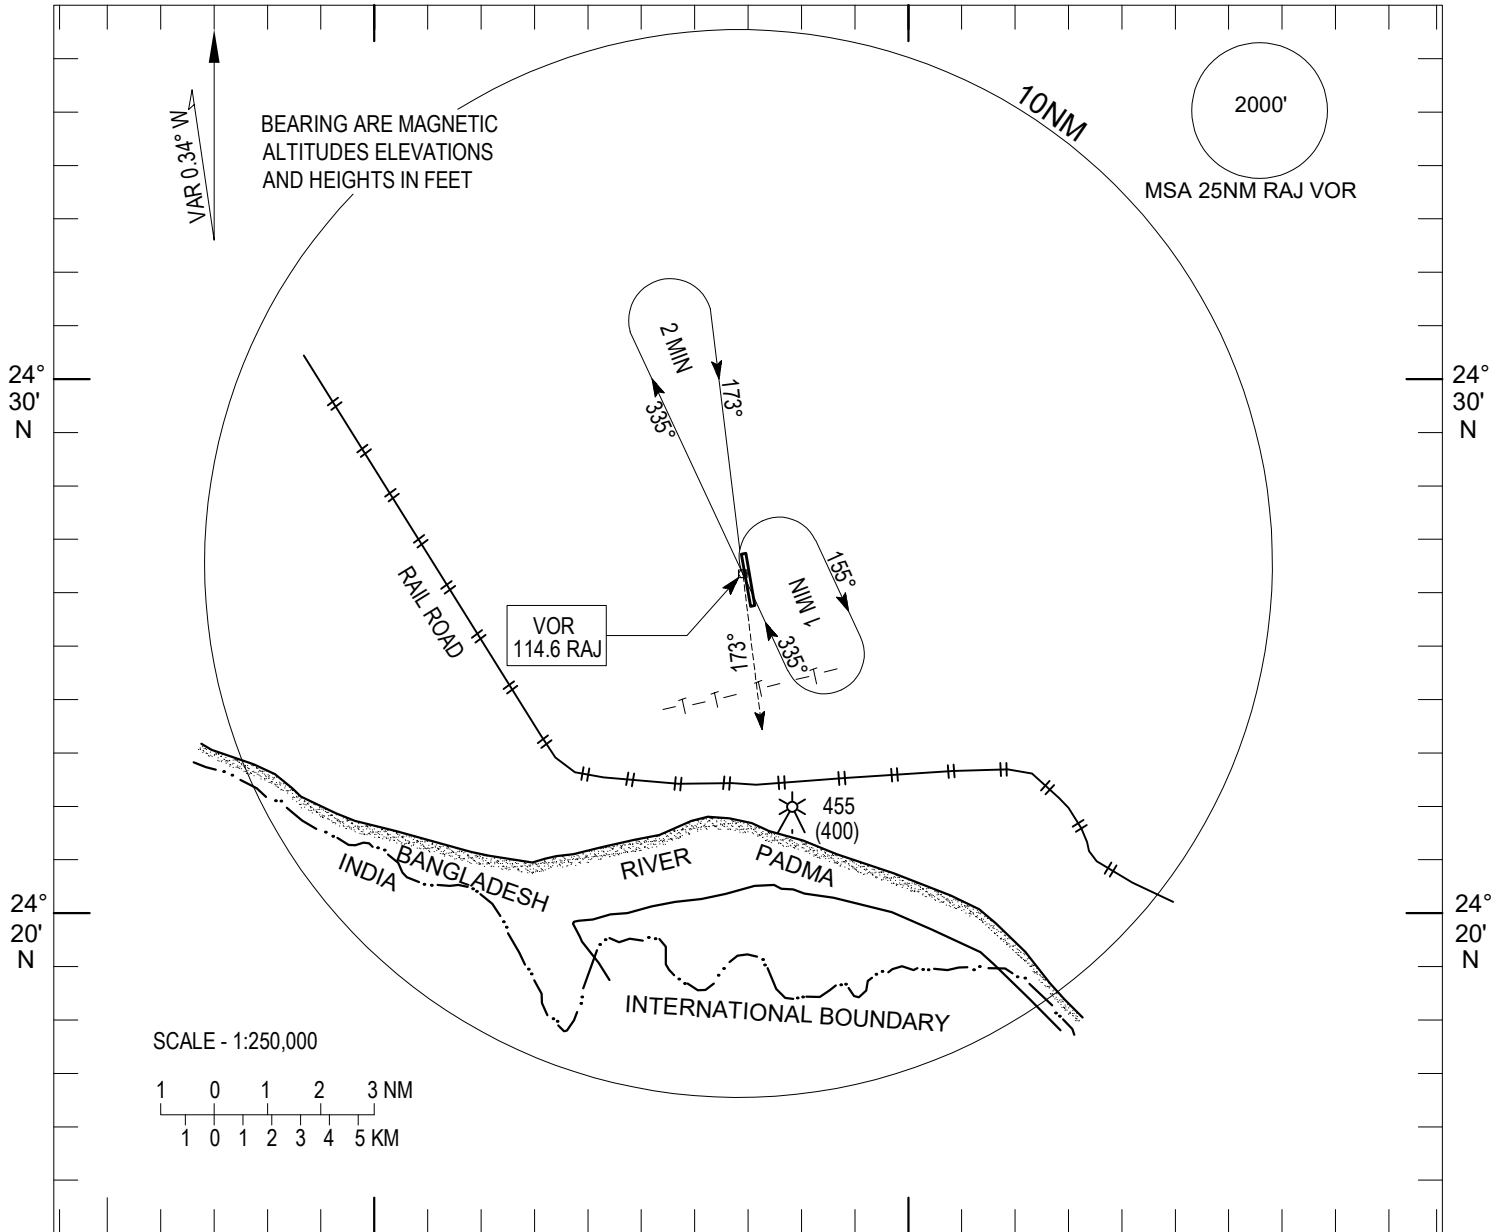 10NM
2000'
MSA 25NM RAJ VOR
VAR 0.34° W
BEARING ARE MAGNETIC
ALTITUDES ELEVATIONS
AND HEIGHTS IN FEET
2 MIN
173°
335°
24°
30'
N
24°
30'
N
RAIL ROAD
VOR
114.6 RAJ
155°
1 MIN
335°
173°
455
(400)
BANGLADESH
INDIA
RIVER
PADMA
24°
20'
N
24°
20'
N
INTERNATIONAL BOUNDARY
SCALE - 1:250,000
1 0 1 2 3 NM
1 0 1 2 3 4 5 KM